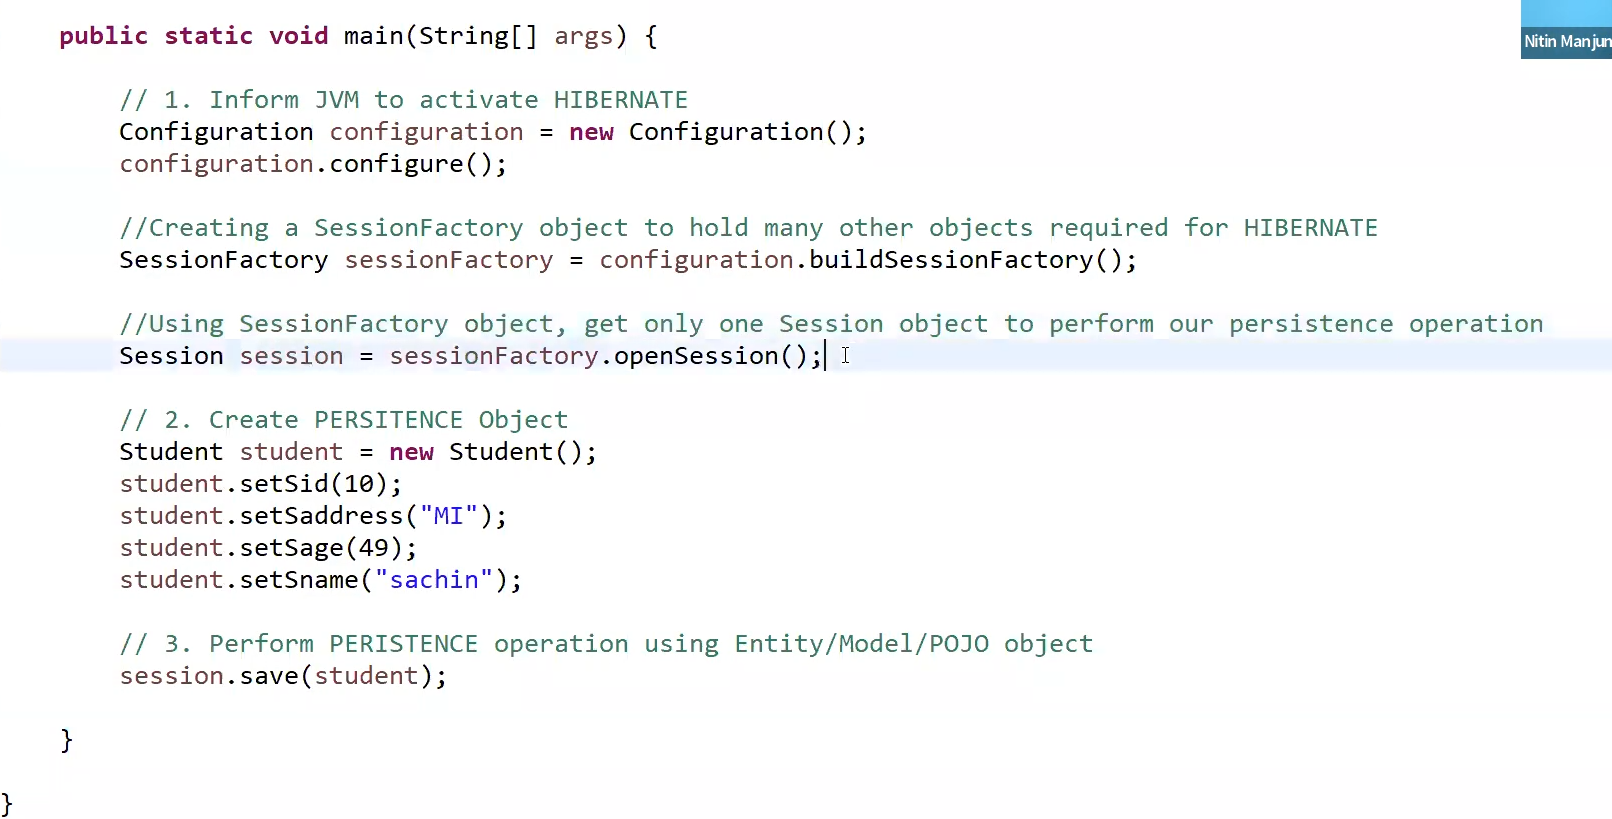 public static void main(String[] args) {
Nitin Manjun
// 1. Inform JVM to activate HIBERNATE
Configuration configuration = new Configuration();
configuration.configure();
//Creating a SessionFactory object to hold many other objects required for HIBERNATE
SessionFactory sessionFactory = configuration.buildSessionFactory();
//Using SessionFactory object, get only one Session object to perform our persistence operation
Session session = sessionFactory.openSession();
// 2. Create PERSITENCE Object
Student student = new Student();
student.setSid(10);
student.setSaddress("MI");
student.setSage(49);
student.setSname("sachin");
// 3. Perform PERISTENCE operation using Entity/Model/POJO object
session.save(student);
}
}